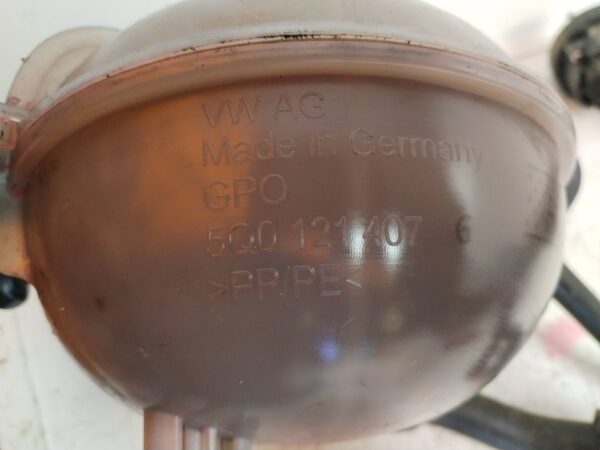 VW AG
Made in Germany
GPO
5Q0 121 407 G
>PP/PE<